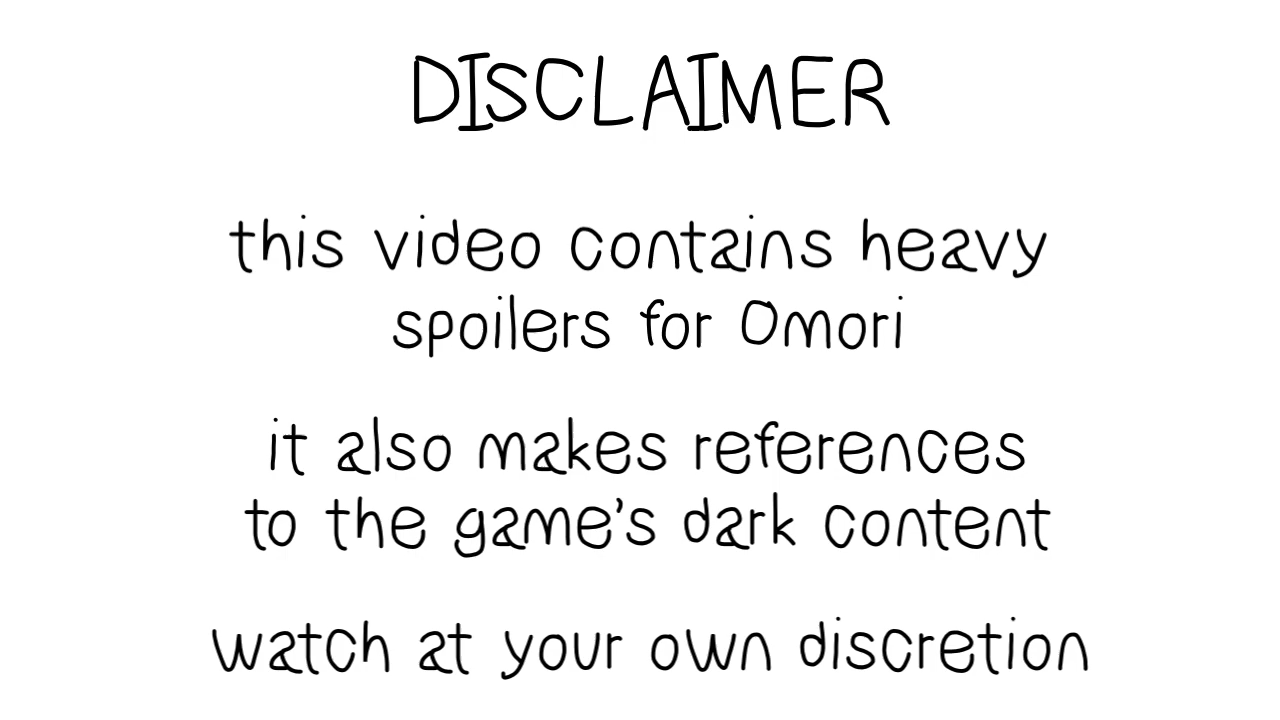 DISCLAIMER
this video contains heavy
spoilers for Omori
it also makes references
to the game's dark content
watch at your own discretion